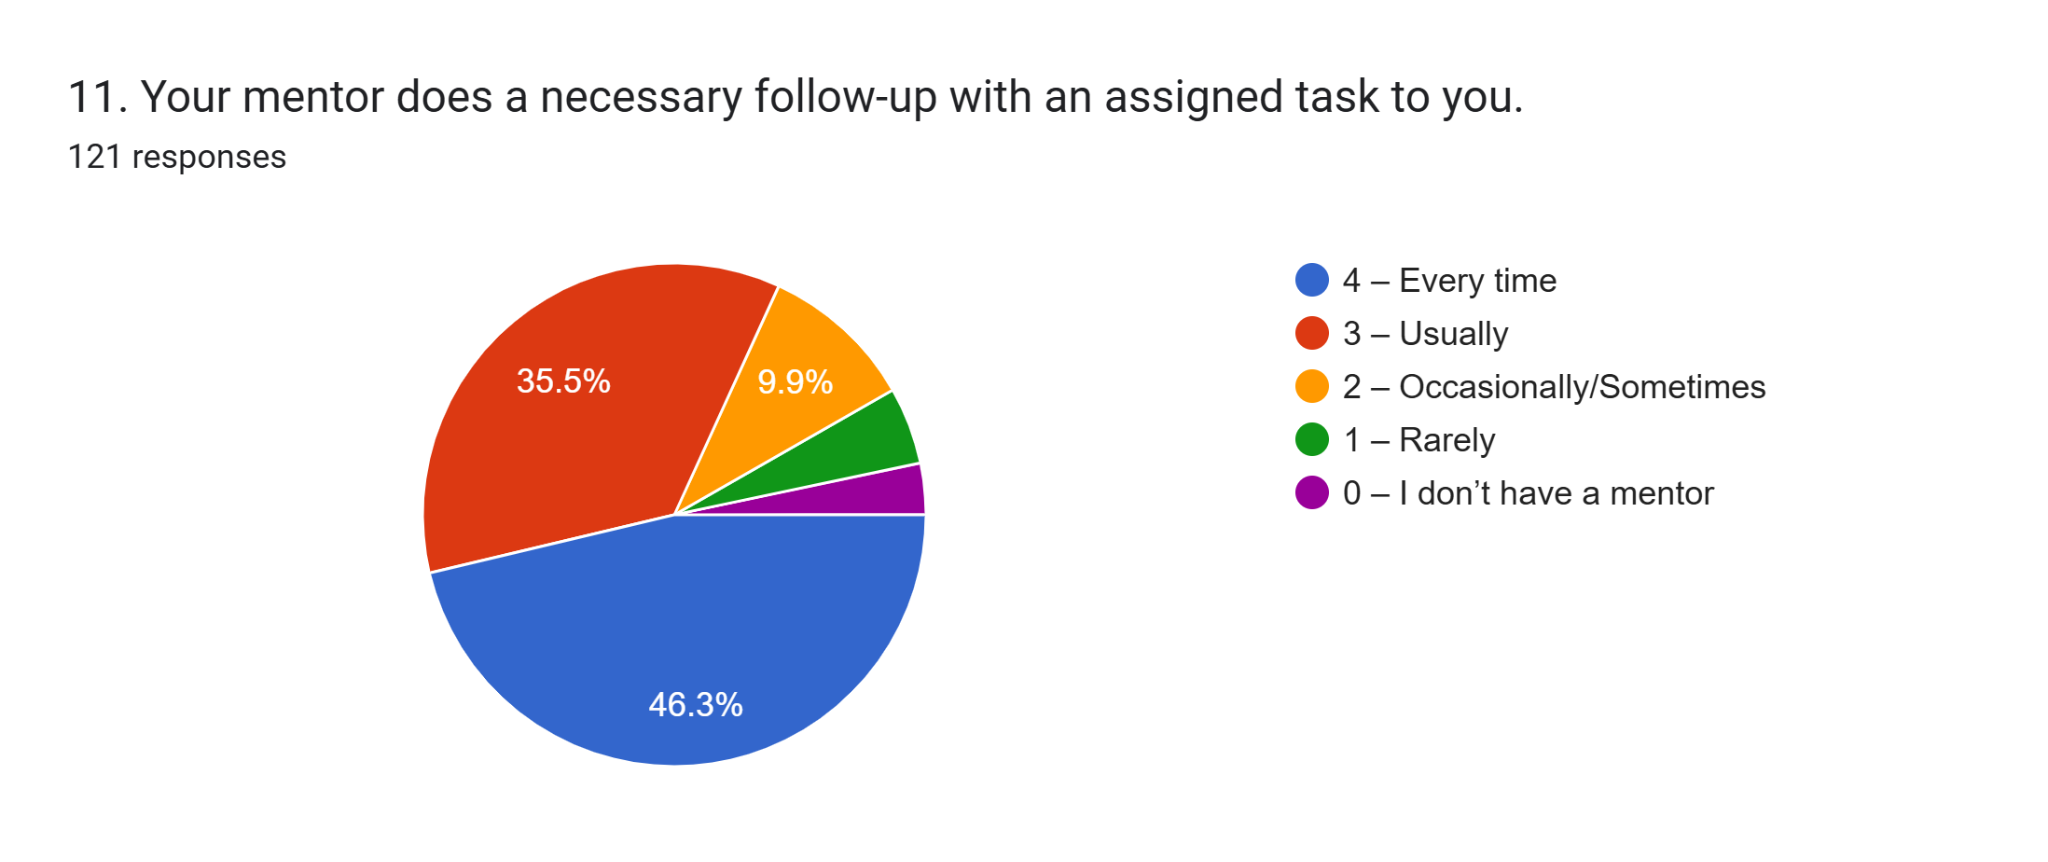 11. Your mentor does a necessary follow-up with an assigned task to you.
121 responses
35.5%
9.9%
46.3%
4 – Every time
3 – Usually
2 – Occasionally/Sometimes
1 – Rarely
0 – I don’t have a mentor